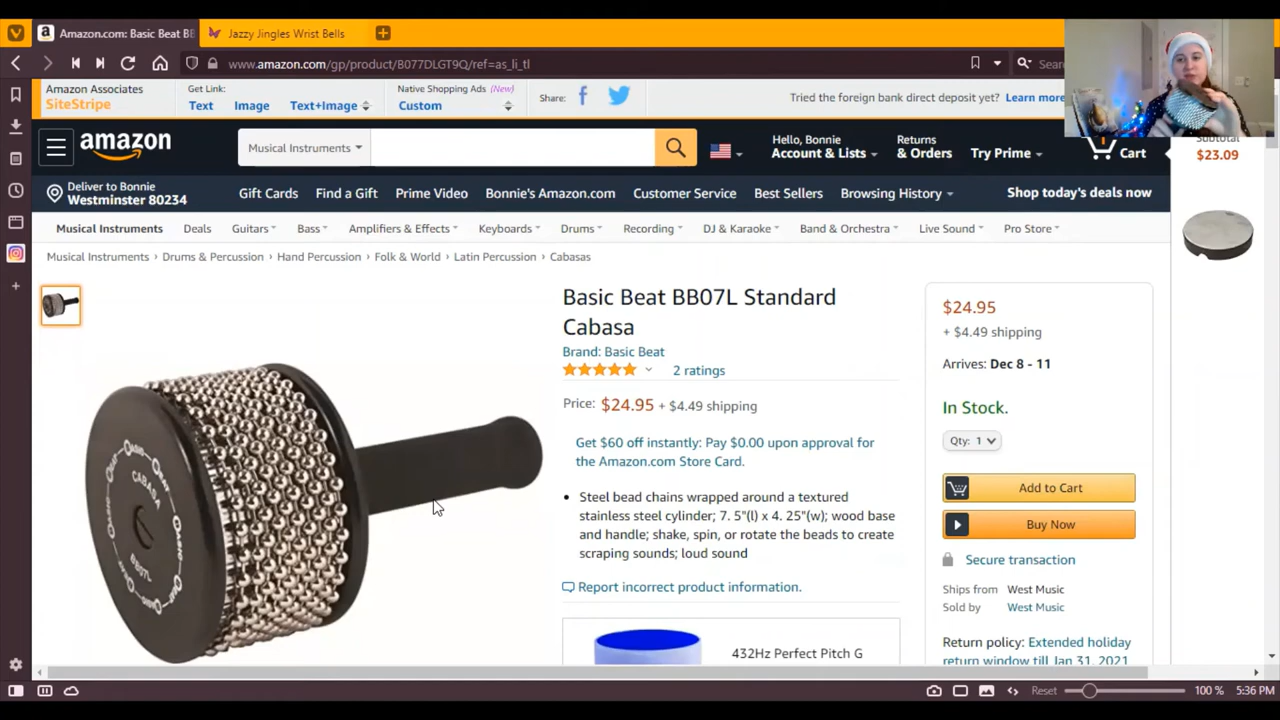 Amazon.com: Basic Beat BB
Jazzy Jingles Wrist Bells
www.amazon.com/gp/product/B077DLGT9Q/ref=as_li_tl
Sea
Amazon Associates
SiteStripe
Get Link:
Text
Image
Text+Image
Native Shopping Ads (New)
Custom
Share:
Tried the foreign bank direct deposit yet? Learn more
amazon
Musical Instruments
Hello, Bonnie
Account & Lists
Returns
& Orders
Try Prime
Cart
Subtotal
$23.09
Deliver to Bonnie
Westminster 80234
Gift Cards
Find a Gift
Prime Video
Bonnie's Amazon.com
Customer Service
Best Sellers
Browsing History
Shop today's deals now
Musical Instruments
Deals
Guitars
Bass
Amplifiers & Effects
Keyboards
Drums
Recording
DJ & Karaoke
Band & Orchestra
Live Sound
Pro Store
Musical Instruments › Drums & Percussion › Hand Percussion › Folk & World › Latin Percussion › Cabasas
CABASA
BB07L
Basic Beat BB07L Standard
Cabasa
Brand: Basic Beat
2 ratings
Price: $24.95 + $4.49 shipping
Get $60 off instantly: Pay $0.00 upon approval for
the Amazon.com Store Card.
• Steel bead chains wrapped around a textured
stainless steel cylinder; 7. 5"(l) x 4. 25"(w); wood base
and handle; shake, spin, or rotate the beads to create
scraping sounds; loud sound
Report incorrect product information.
432Hz Perfect Pitch G
$24.95
+ $4.49 shipping
Arrives: Dec 8 - 11
In Stock.
Qty: 1
Add to Cart
Buy Now
Secure transaction
Ships from West Music
Sold by West Music
Return policy: Extended holiday
return window till Jan 31, 2021
Reset
100 %
5:36 PM